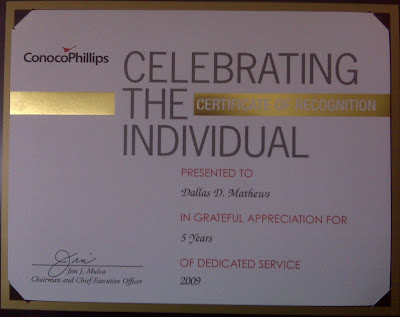 ConocoPhillips
CELEBRATING
THE
CERTIFICATE OF RECOGNITION
INDIVIDUAL
PRESENTED TO
Dallas D. Mathews
IN GRATEFUL APPRECIATION FOR
5 Years
OF DEDICATED SERVICE
2009
Jim
Jim J. Mulva
Chairman and Chief Executive Officer